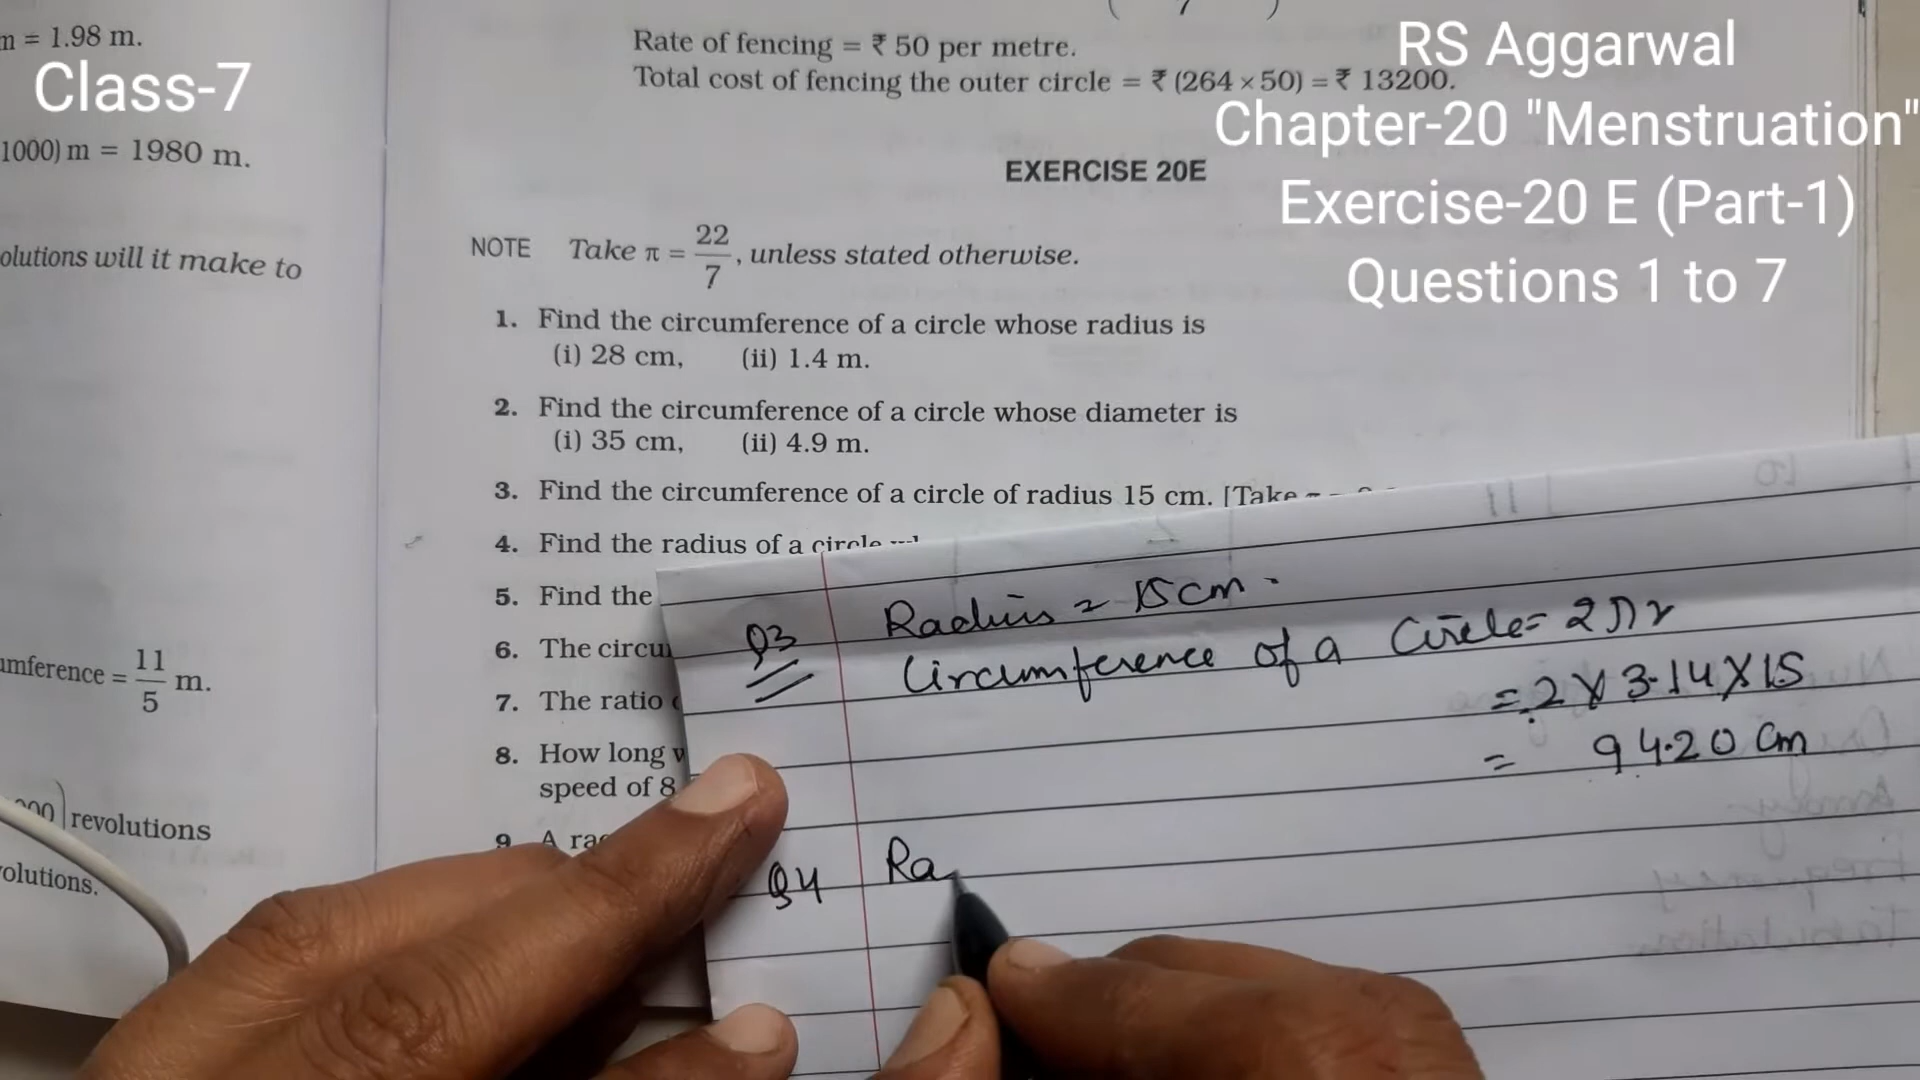 m = 1.98 m.
Class-7
1000) m = 1980 m.
olutions will it make to
umference = 11/5 m.
revolutions
olutions.
Rate of fencing = ₹ 50 per metre.
Total cost of fencing the outer circle = ₹ (264 × 50) = ₹ 13200.
RS Aggarwal
Chapter-20 "Menstruation"
Exercise-20 E (Part-1)
Questions 1 to 7
EXERCISE 20E
NOTE Take π = 22/7, unless stated otherwise.
1. Find the circumference of a circle whose radius is
(i) 28 cm, (ii) 1.4 m.
2. Find the circumference of a circle whose diameter is
(i) 35 cm, (ii) 4.9 m.
3. Find the circumference of a circle of radius 15 cm. [Take
4. Find the radius of a circle
5. Find the
6. The circu
7. The ratio
8. How long w
speed of 8
9. A ra
Q3 Radius = 15 cm.
Circumference of a Circle = 2πr
= 2 × 3.14 × 15
= 94.20 cm
Q4 Ra